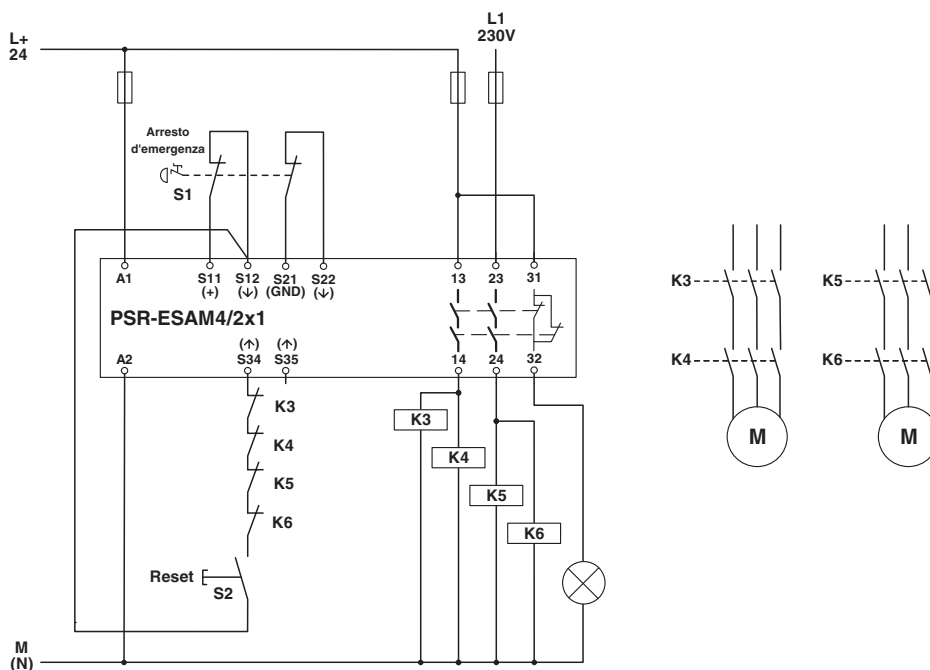 L+
24
L1
230V
Arresto
d'emergenza
S1
A1
S11
(+)
S12
(↓)
S21
(GND)
S22
(↓)
13
23
31
PSR-ESAM4/2x1
A2
(↑)
S34
(↑)
S35
14
24
32
K3
K4
K5
K6
Reset
S2
K3
K4
K5
K6
M
(N)
K3
K4
M
K5
K6
M